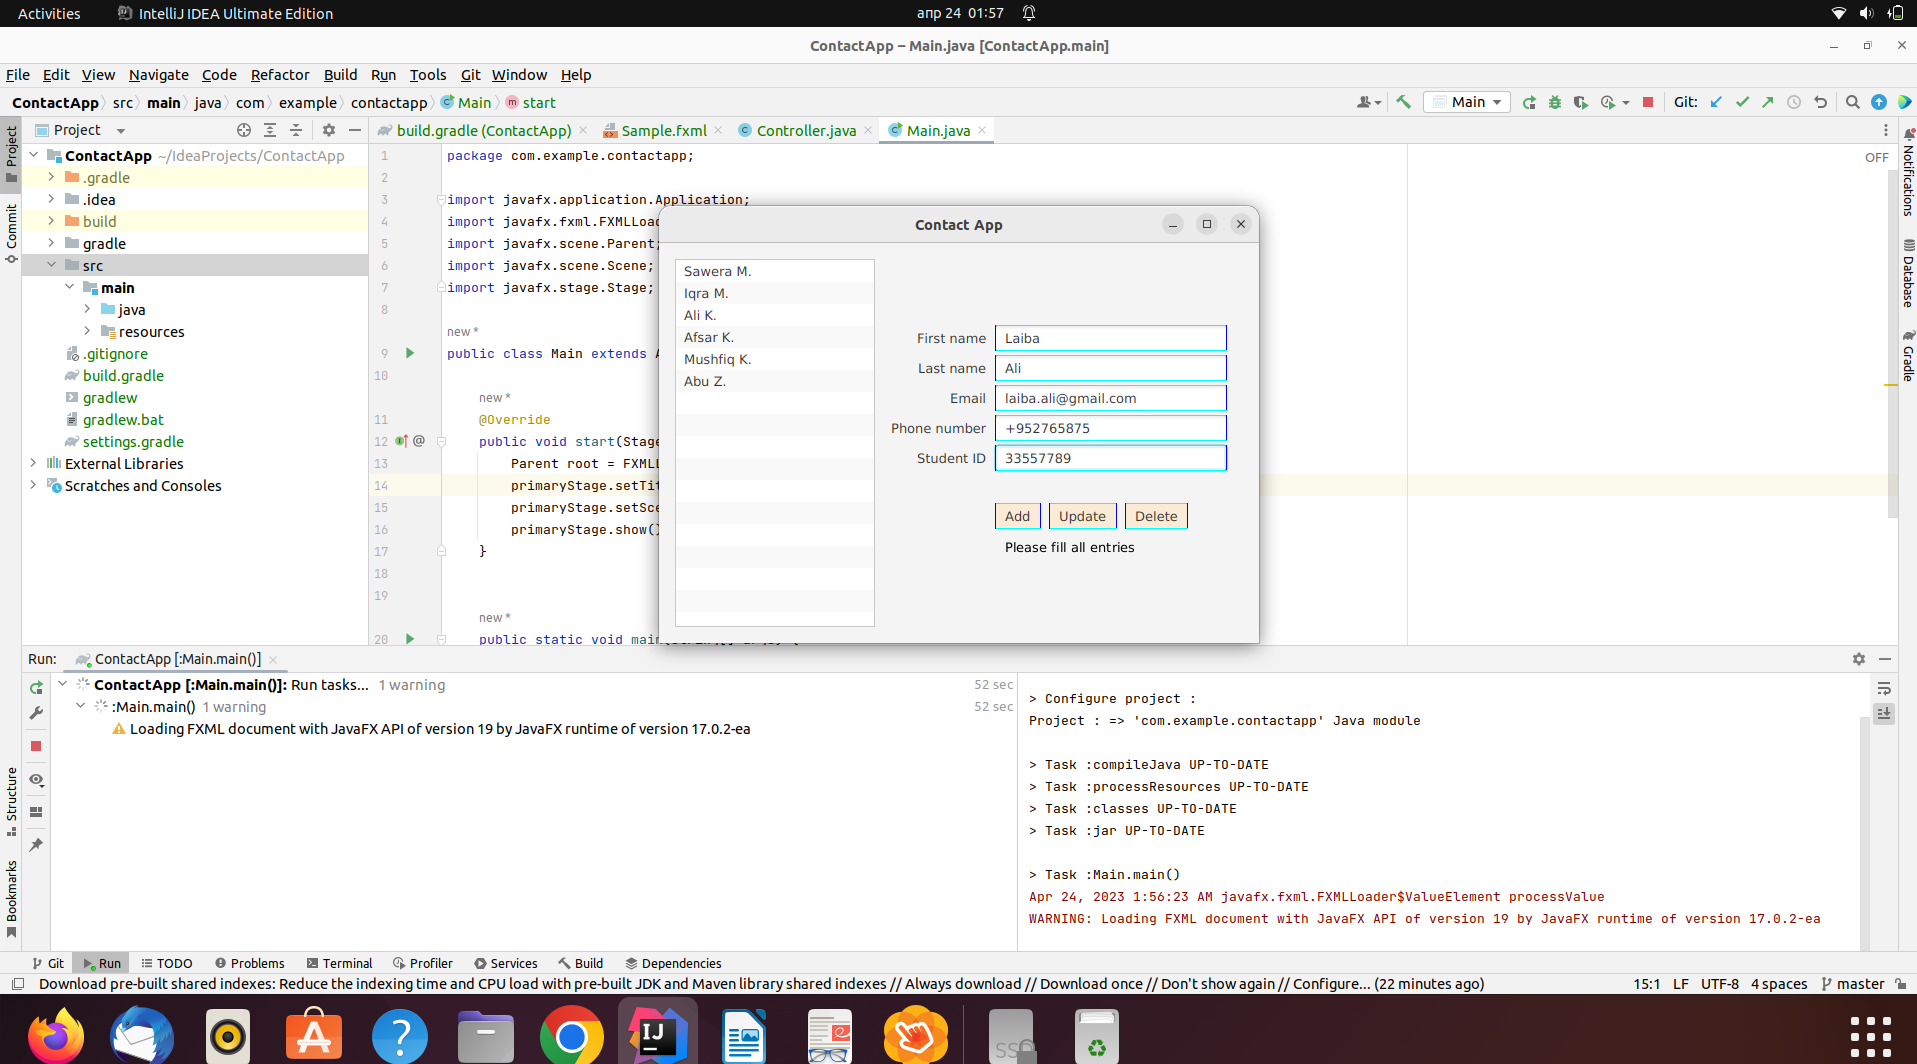 Activities IntelliJ IDEA Ultimate Edition апр 24 01:57
ContactApp – Main.java [ContactApp.main]
File Edit View Navigate Code Refactor Build Run Tools Git Window Help
ContactApp src main java com example contactapp Main start Main Git:
Project build.gradle (ContactApp) Sample.fxml Controller.java Main.java
Project
Commit
Structure
Bookmarks
ContactApp ~/IdeaProjects/ContactApp
.gradle
.idea
build
gradle
src
main
java
resources
.gitignore
build.gradle
gradlew
gradlew.bat
settings.gradle
External Libraries
Scratches and Consoles
OFF
1 package com.example.contactapp;
2
3 import javafx.application.Application;
4 import javafx.fxml.FXMLLoa
5 import javafx.scene.Parent;
6 import javafx.scene.Scene;
7 import javafx.stage.Stage;
8
new *
9 public class Main extends A
10
new *
11 @Override
12 public void start(Stage
13 Parent root = FXMLL
14 primaryStage.setTit
15 primaryStage.setSce
16 primaryStage.show()
17 }
18
19
new *
20 public static void main
Contact App
Sawera M.
Iqra M.
Ali K.
Afsar K.
Mushfiq K.
Abu Z.
First name Laiba
Last name Ali
Email laiba.ali@gmail.com
Phone number +952765875
Student ID 33557789
Add Update Delete
Please fill all entries
Notifications
Database
Gradle
Run: ContactApp [:Main.main()]
ContactApp [:Main.main()]: Run tasks... 1 warning 52 sec
:Main.main() 1 warning 52 sec
Loading FXML document with JavaFX API of version 19 by JavaFX runtime of version 17.0.2-ea
> Configure project :
Project : => 'com.example.contactapp' Java module
> Task :compileJava UP-TO-DATE
> Task :processResources UP-TO-DATE
> Task :classes UP-TO-DATE
> Task :jar UP-TO-DATE
> Task :Main.main()
Apr 24, 2023 1:56:23 AM javafx.fxml.FXMLLoader$ValueElement processValue
WARNING: Loading FXML document with JavaFX API of version 19 by JavaFX runtime of version 17.0.2-ea
Git Run TODO Problems Terminal Profiler Services Build Dependencies
Download pre-built shared indexes: Reduce the indexing time and CPU load with pre-built JDK and Maven library shared indexes // Always download // Download once // Don't show again // Configure... (22 minutes ago) 15:1 LF UTF-8 4 spaces master
IJ
SSD